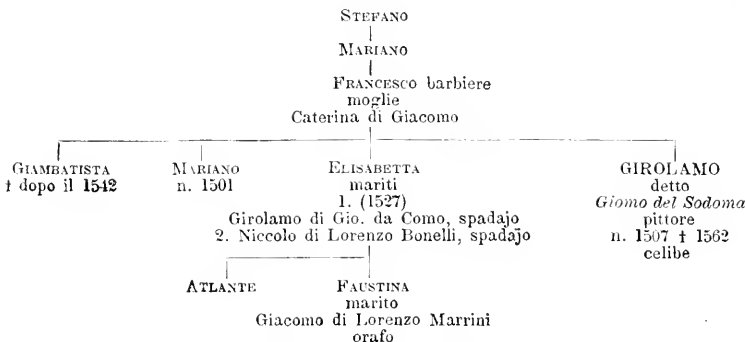 STEFANO
MARIANO
FRANCESCO barbiere
moglie
Caterina di Giacomo
GIAMBATISTA
† dopo il 1542
MARIANO
n. 1501
ELISABETTA
mariti
1. (1527)
Girolamo di Gio. da Como, spadajo
2. Niccolo di Lorenzo Bonelli, spadajo
GIROLAMO
detto
Giomo del Sodoma
pittore
n. 1507 † 1562
celibe
ATLANTE
FAUSTINA
marito
Giacomo di Lorenzo Marrini
orafo